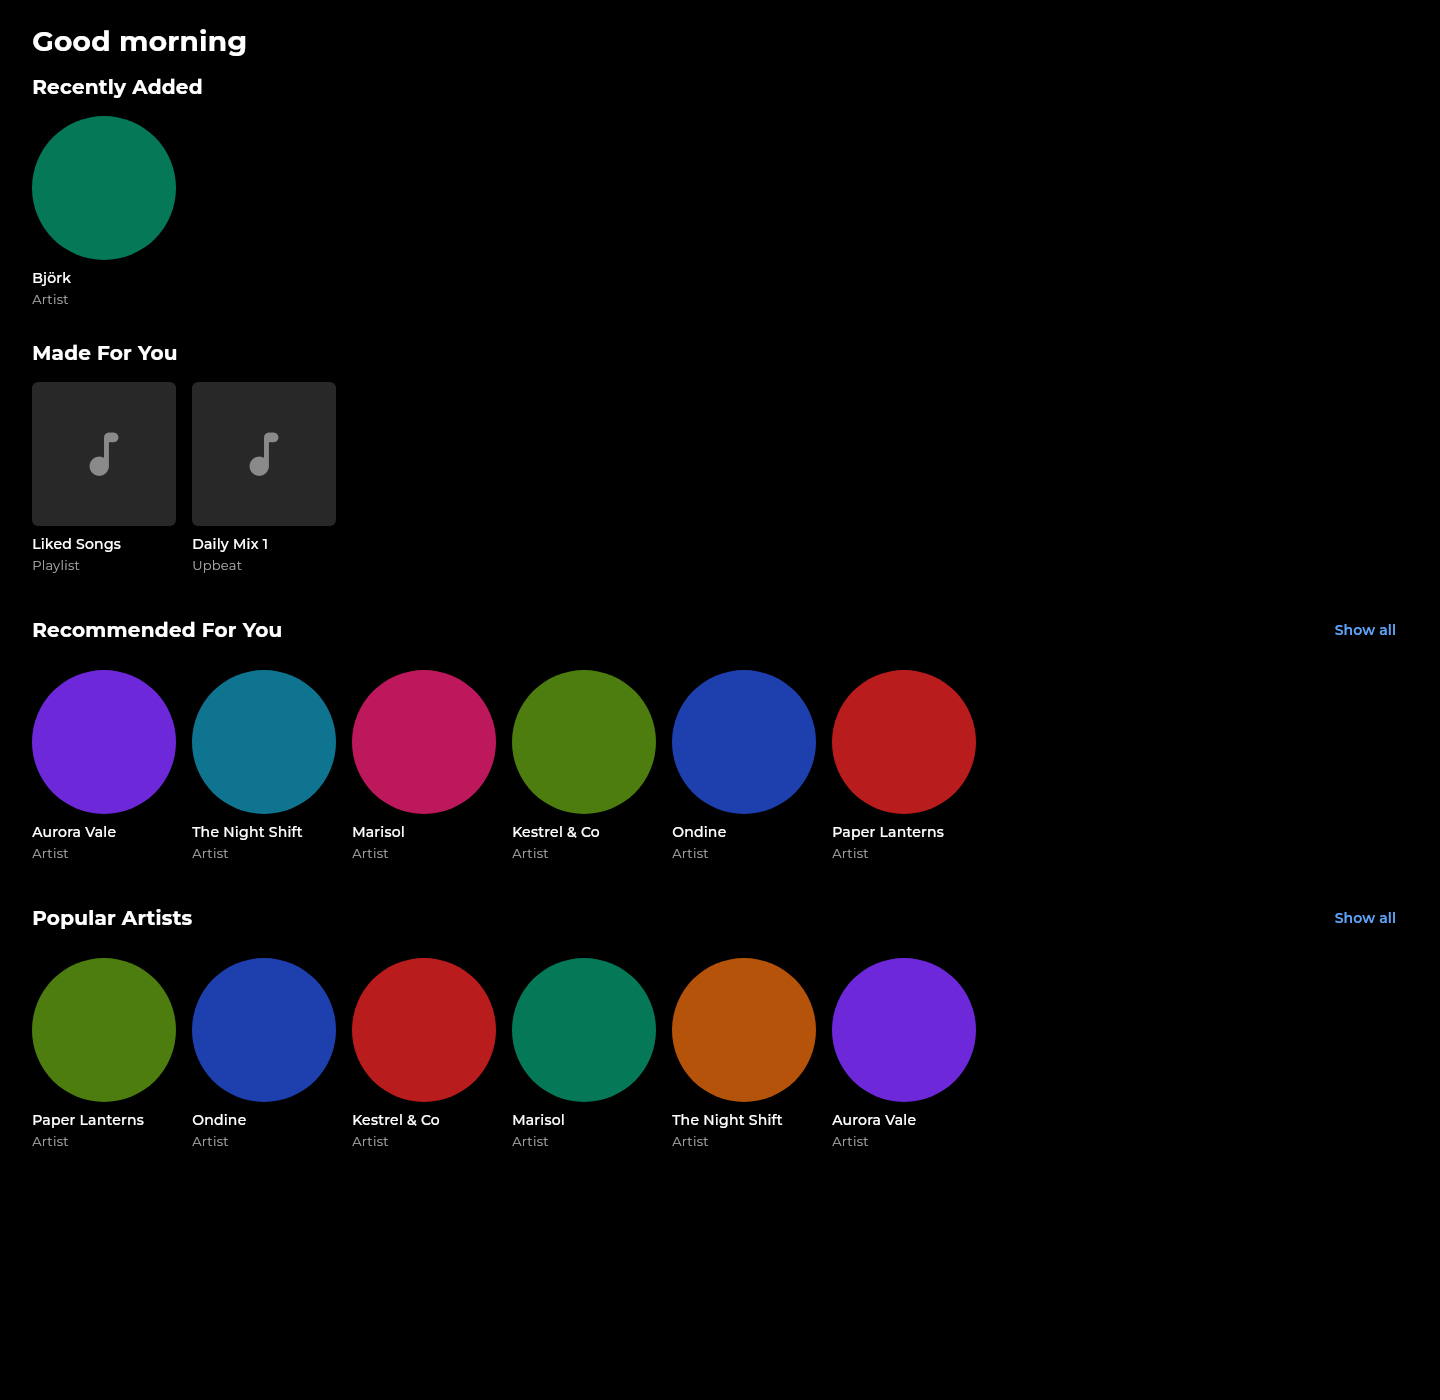 Good morning
Recently Added
Björk
Artist
Made For You
Liked Songs
Playlist
Daily Mix 1
Upbeat
Recommended For You
Show all
Aurora Vale
Artist
The Night Shift
Artist
Marisol
Artist
Kestrel & Co
Artist
Ondine
Artist
Paper Lanterns
Artist
Popular Artists
Show all
Paper Lanterns
Artist
Ondine
Artist
Kestrel & Co
Artist
Marisol
Artist
The Night Shift
Artist
Aurora Vale
Artist